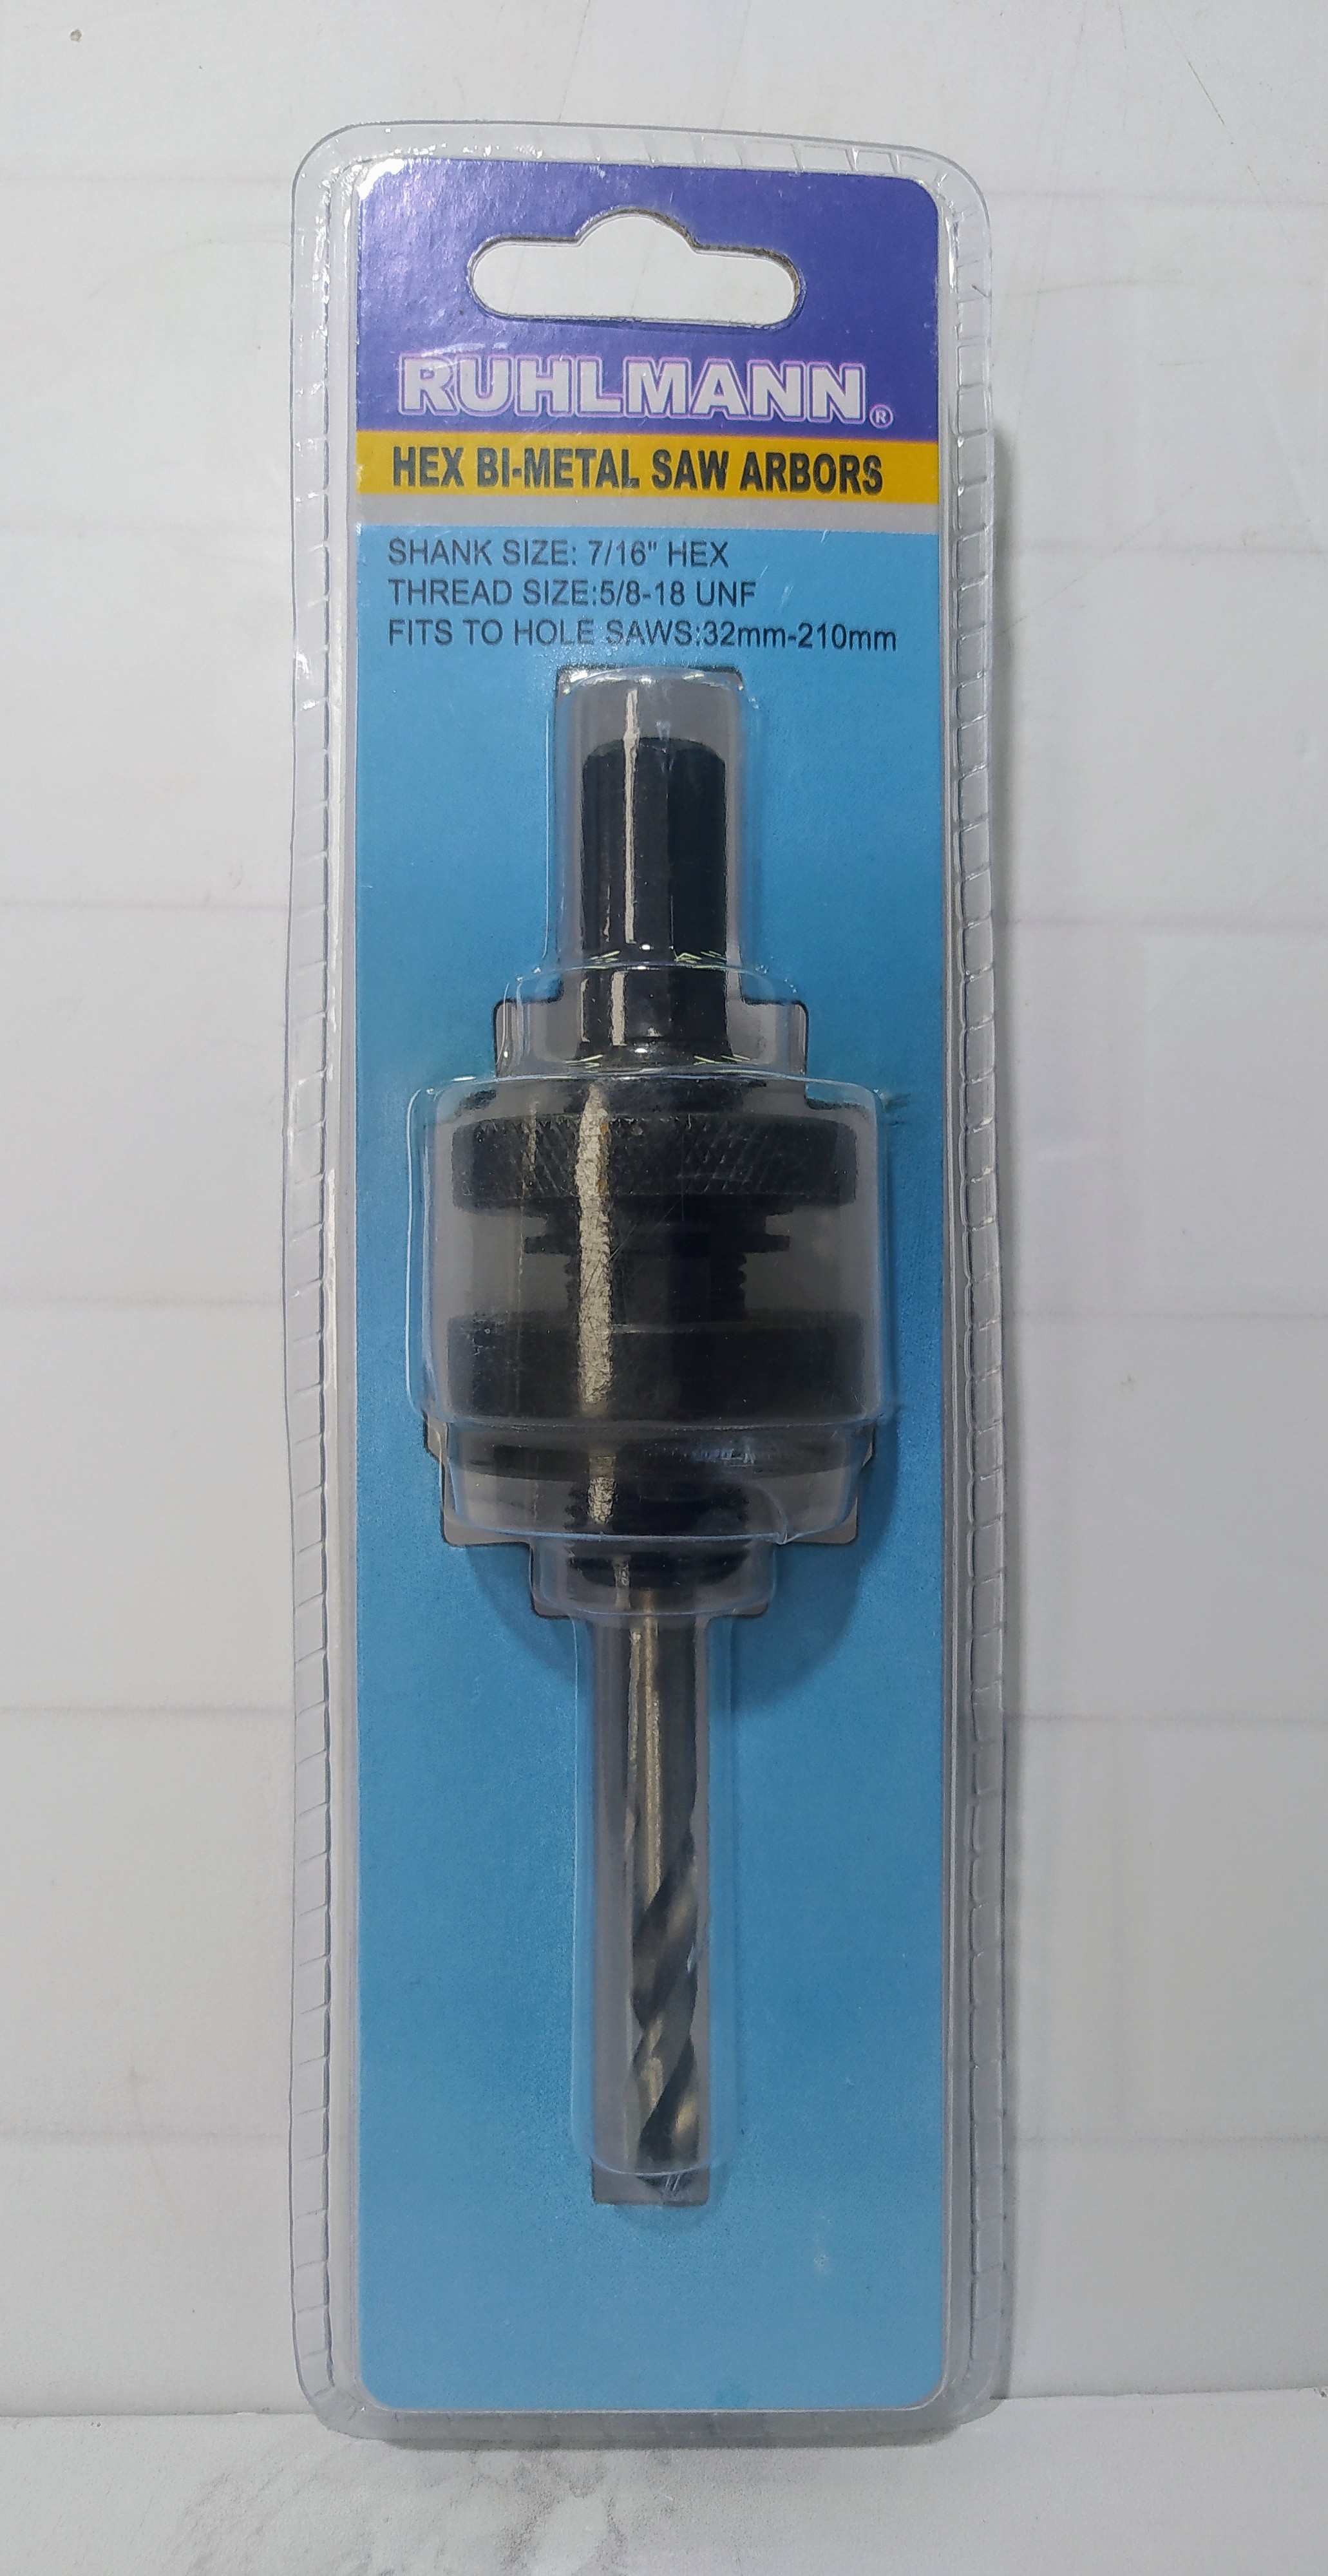 RUHLMANN®
HEX BI-METAL SAW ARBORS
SHANK SIZE: 7/16" HEX
THREAD SIZE:5/8-18 UNF
FITS TO HOLE SAWS:32mm-210mm